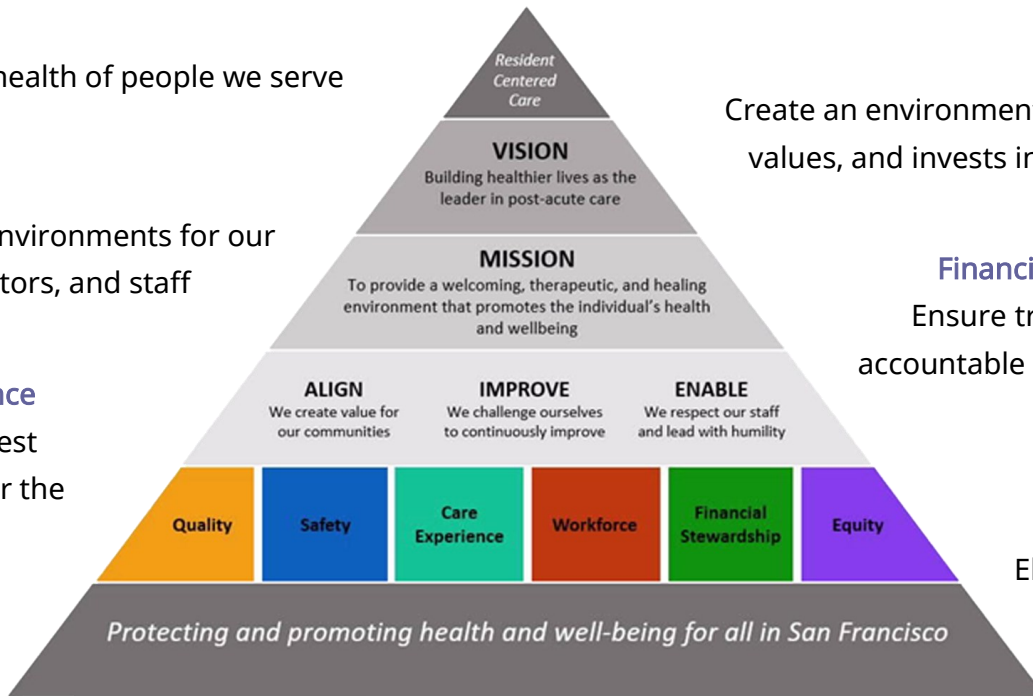 health of people we serve
environments for our
tors, and staff
nce
est
r the
Resident
Centered
Care
VISION
Building healthier lives as the
leader in post-acute care
MISSION
To provide a welcoming, therapeutic, and healing
environment that promotes the individual’s health
and wellbeing
ALIGN
We create value for
our communities
IMPROVE
We challenge ourselves
to continuously improve
ENABLE
We respect our staff
and lead with humility
Quality
Safety
Care
Experience
Workforce
Financial
Stewardship
Equity
Protecting and promoting health and well-being for all in San Francisco
Create an environment
values, and invests in
Financi
Ensure tr
accountable
El